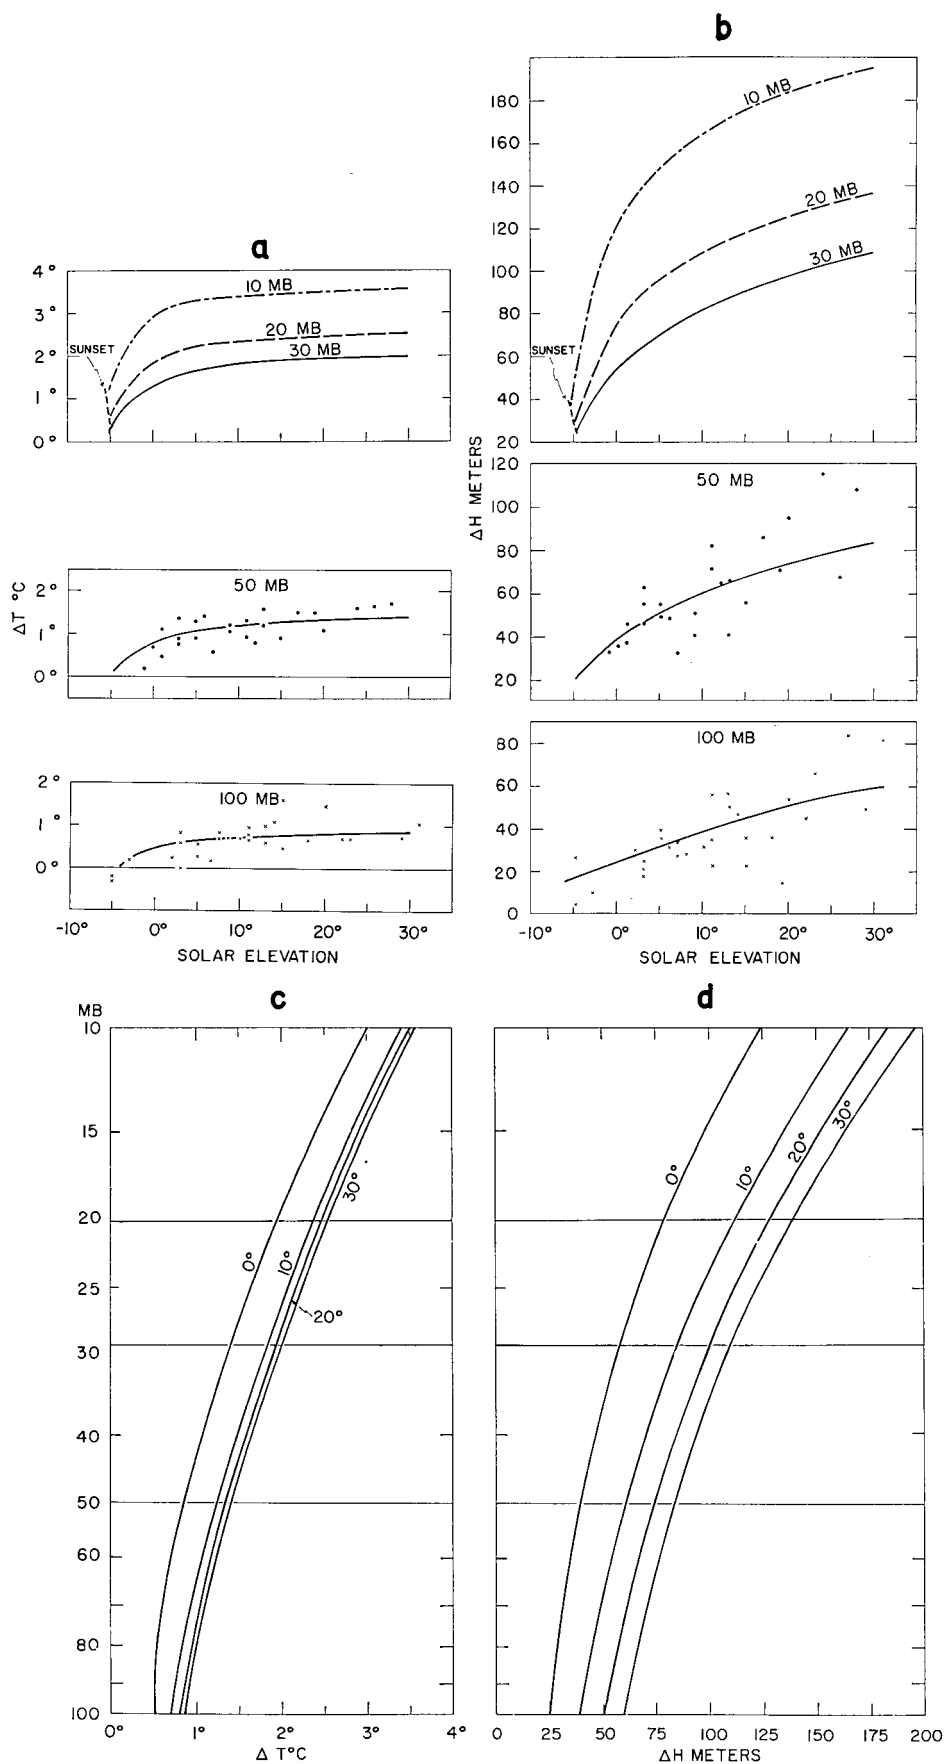 b
180
160
140
120
100
80
60
40
20
10 MB
20 MB
30 MB
SUNSET
a
4°
3°
2°
1°
0°
10 MB
20 MB
30 MB
SUNSET
ΔH METERS
120
100
80
60
40
20
50 MB
ΔT °C
2°
1°
0°
50 MB
100 MB
80
60
40
20
0
2°
1°
0°
100 MB
-10° 0° 10° 20° 30°
SOLAR ELEVATION
-10° 0° 10° 20° 30°
SOLAR ELEVATION
c
MB
10
15
20
25
30
40
50
60
80
100
0°
10°
20°
30°
0° 1° 2° 3° 4°
Δ T°C
d
0°
10°
20°
30°
0 25 50 75 100 125 150 175 200
ΔH METERS